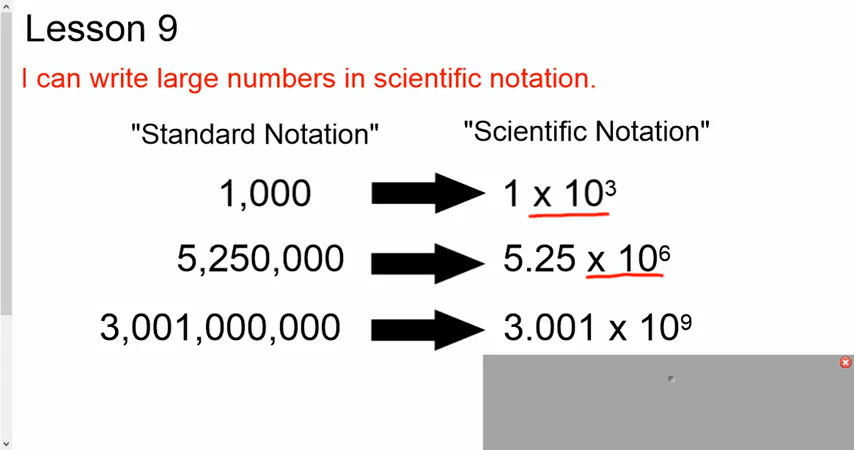 Lesson 9
I can write large numbers in scientific notation.
"Standard Notation" "Scientific Notation"
1,000 1 x 10³
5,250,000 5.25 x 10⁶
3,001,000,000 3.001 x 10⁹